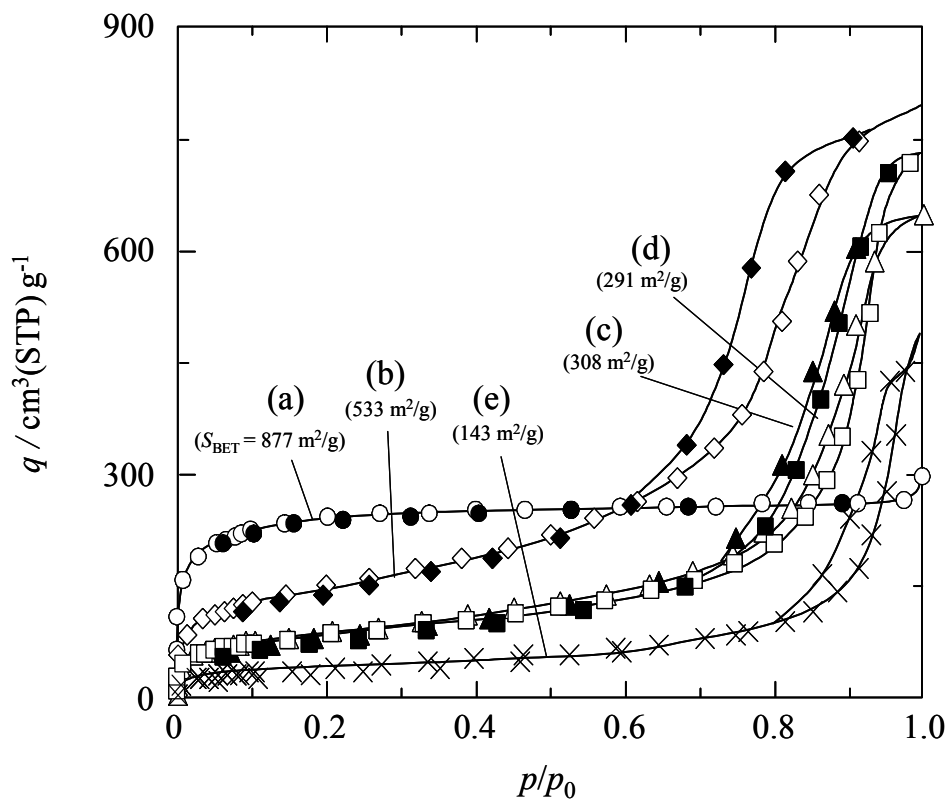 900
600
300
0
q / cm³(STP) g⁻¹
(a)
(S_BET = 877 m²/g)
(b)
(533 m²/g)
(e)
(143 m²/g)
(d)
(291 m²/g)
(c)
(308 m²/g)
0 0.2 0.4 0.6 0.8 1.0
p/p₀